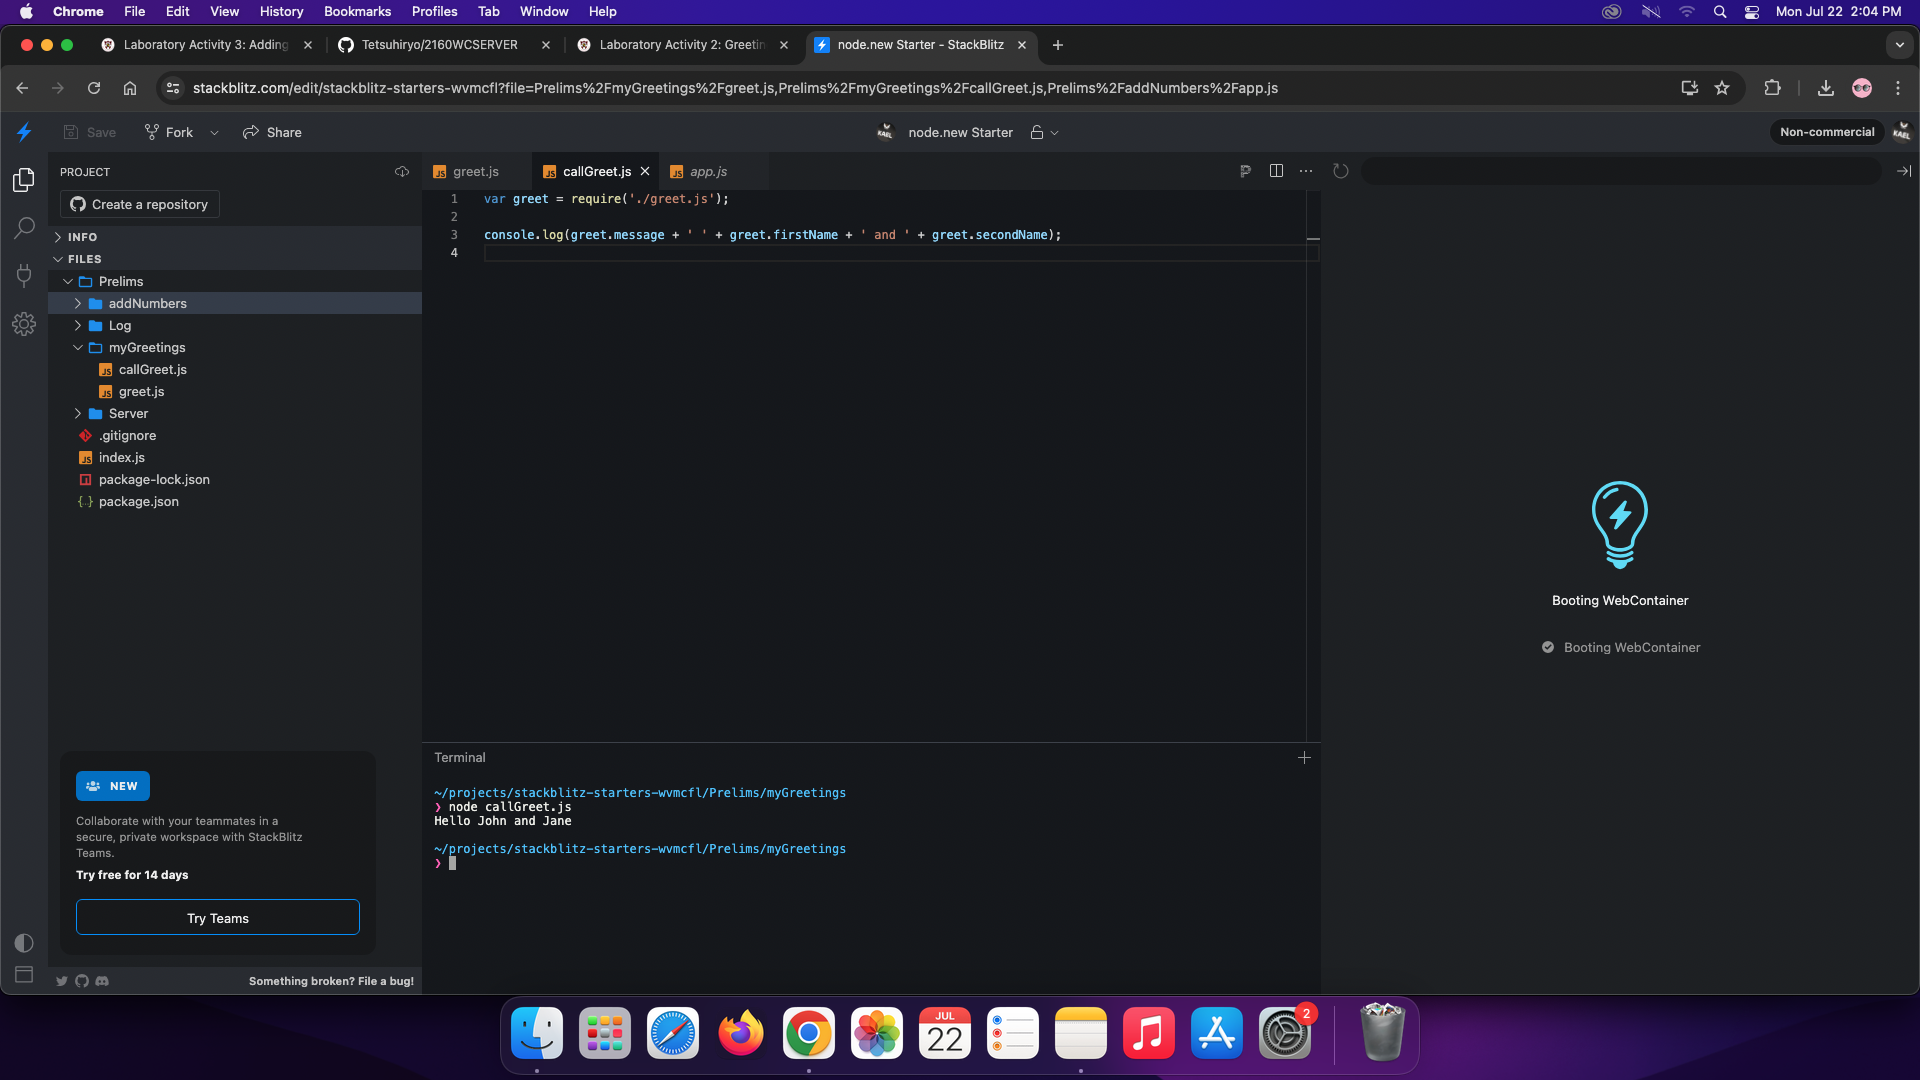 Chrome File Edit View History Bookmarks Profiles Tab Window Help Mon Jul 22 2:04 PM
Laboratory Activity 3: Adding Tetsuhiryo/2160WCSERVER Laboratory Activity 2: Greetin node.new Starter - StackBlitz
stackblitz.com/edit/stackblitz-starters-wvmcfl?file=Prelims%2FmyGreetings%2Fgreet.js,Prelims%2FmyGreetings%2FcallGreet.js,Prelims%2FaddNumbers%2Fapp.js
Save Fork Share KAEL node.new Starter Non-commercial KAEL
PROJECT
Create a repository
INFO
FILES
Prelims
addNumbers
Log
myGreetings
JS callGreet.js
JS greet.js
Server
.gitignore
JS index.js
package-lock.json
{..} package.json
NEW
Collaborate with your teammates in a
secure, private workspace with StackBlitz
Teams.
Try free for 14 days
Try Teams
Something broken? File a bug!
JS greet.js JS callGreet.js JS app.js
1 var greet = require('./greet.js');
2
3 console.log(greet.message + ' ' + greet.firstName + ' and ' + greet.secondName);
4
Terminal
~/projects/stackblitz-starters-wvmcfl/Prelims/myGreetings
❯ node callGreet.js
Hello John and Jane
~/projects/stackblitz-starters-wvmcfl/Prelims/myGreetings
❯
Booting WebContainer
Booting WebContainer
JUL
22
2